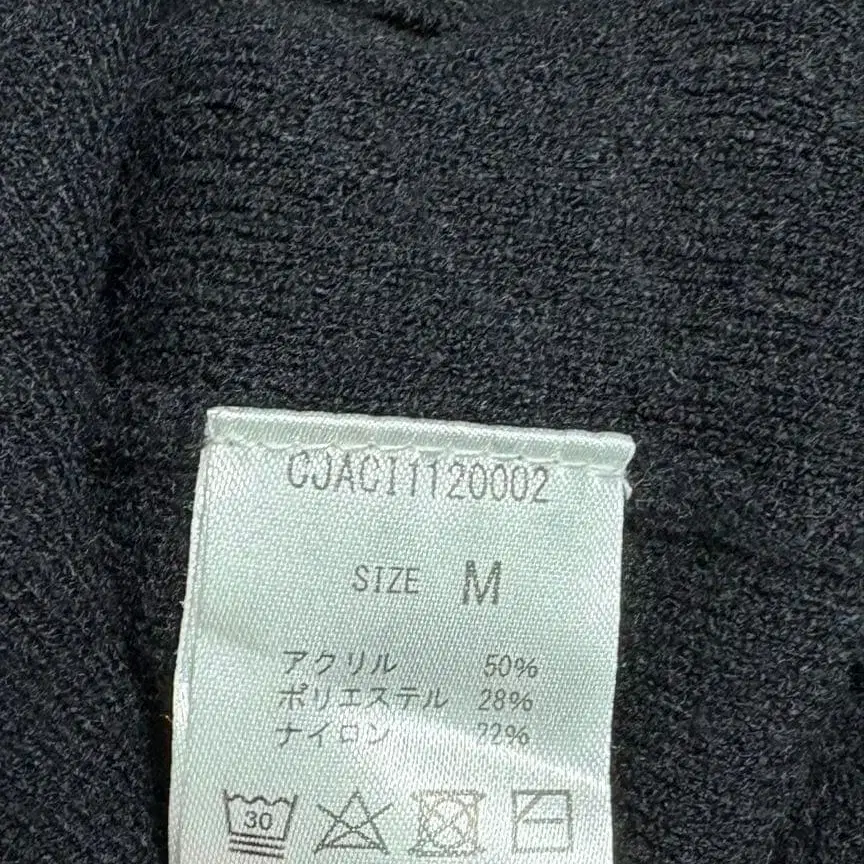 CJACI1120002
SIZE M
アクリル 50%
ポリエステル 28%
ナイロン 22%
30